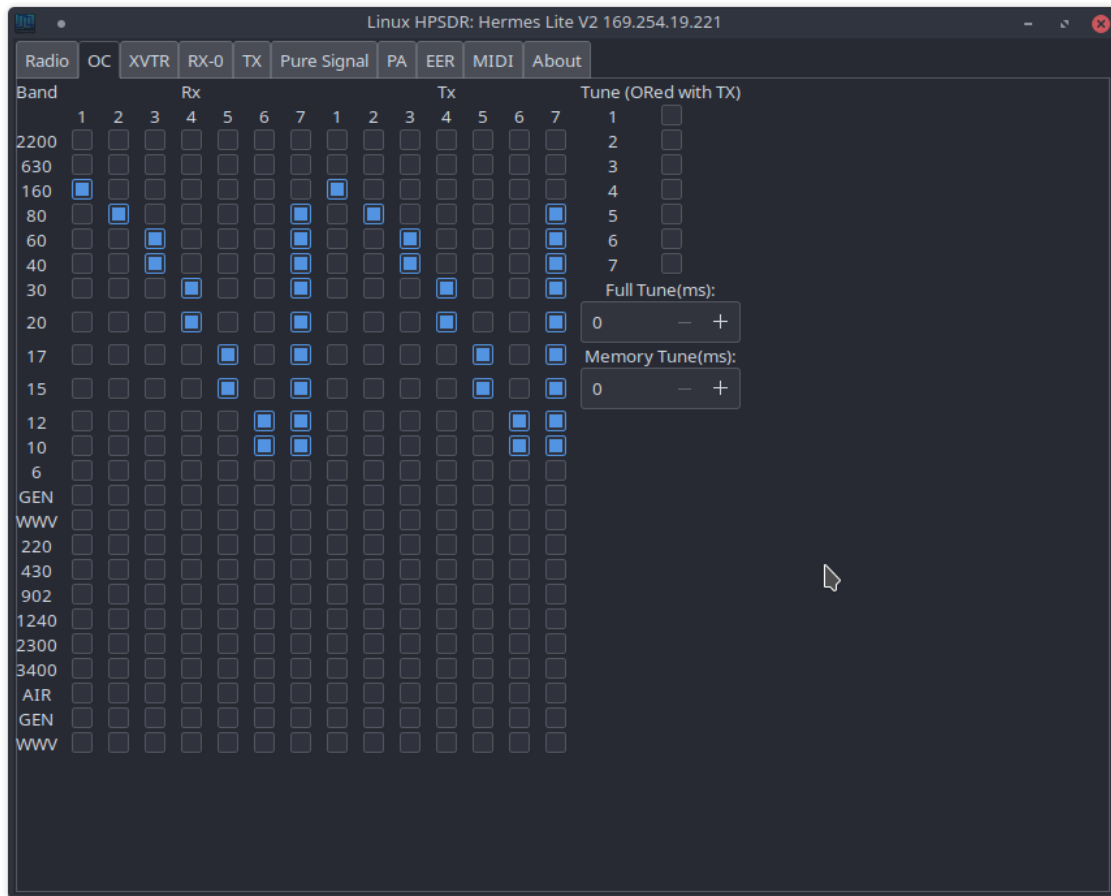 Linux HPSDR: Hermes Lite V2 169.254.19.221
Radio OC XVTR RX-0 TX Pure Signal PA EER MIDI About
Band Rx Tx Tune (ORed with TX)
1 2 3 4 5 6 7 1 2 3 4 5 6 7 1
2200 2
630 3
160 4
80 5
60 6
40 7
30 Full Tune(ms):
20 0 − +
17 Memory Tune(ms):
15 0 − +
12
10
6
GEN
WWV
220
430
902
1240
2300
3400
AIR
GEN
WWV